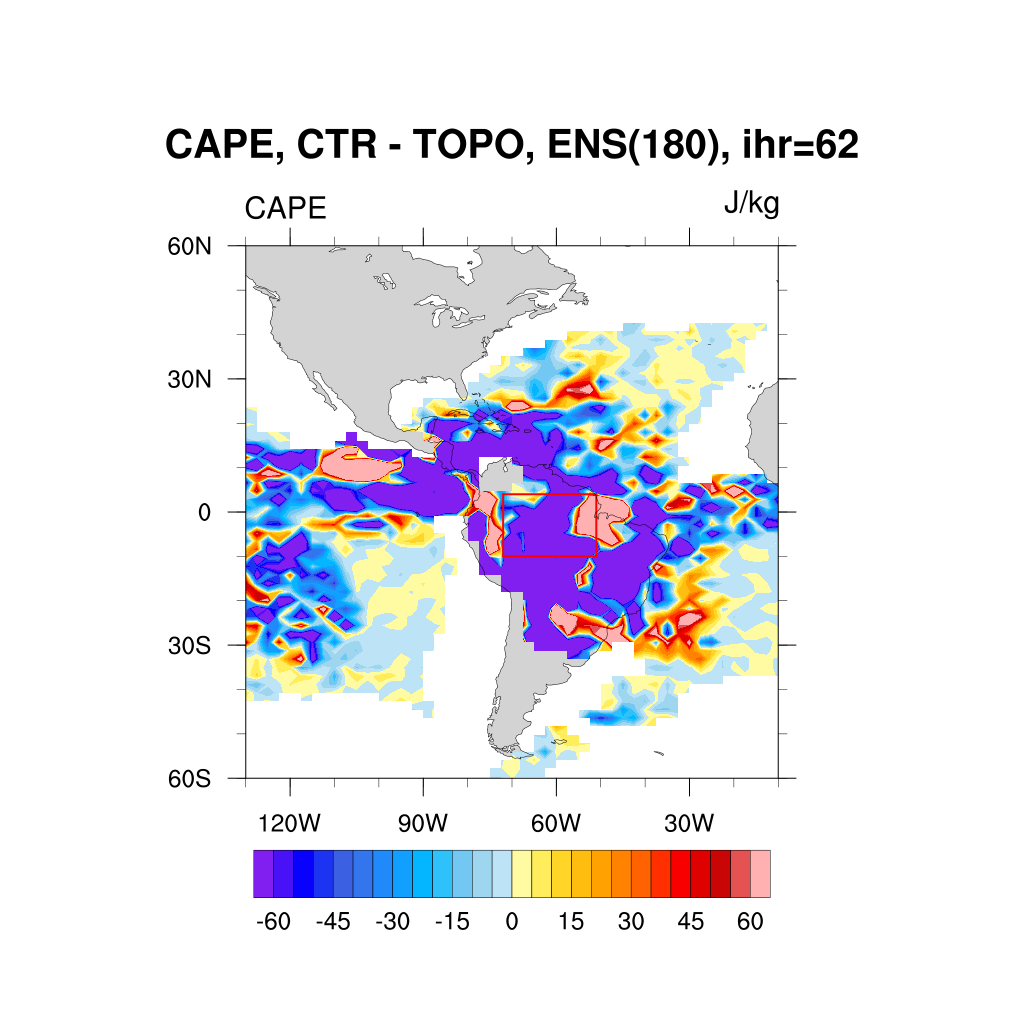 CAPE, CTR - TOPO, ENS(180), ihr=62
CAPE J/kg
60N
30N
0
30S
60S
120W 90W 60W 30W
-60 -45 -30 -15 0 15 30 45 60